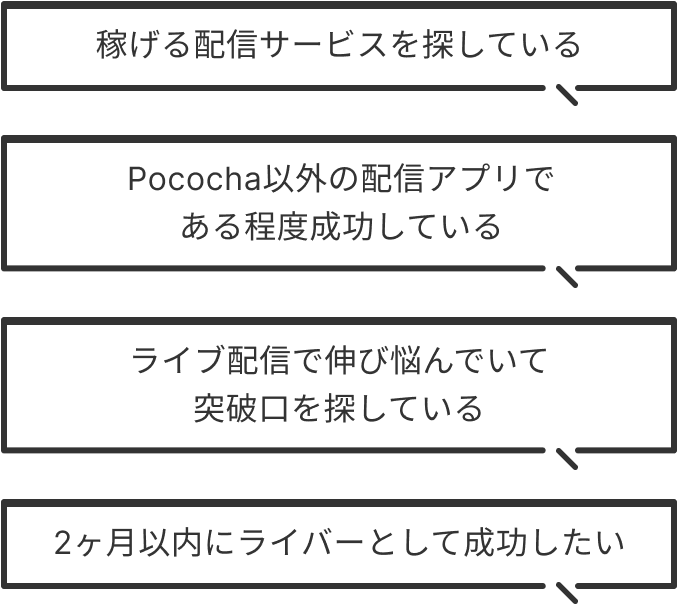 稼げる配信サービスを探している
Pococha以外の配信アプリで
ある程度成功している
ライブ配信で伸び悩んでいて
突破口を探している
2ヶ月以内にライバーとして成功したい